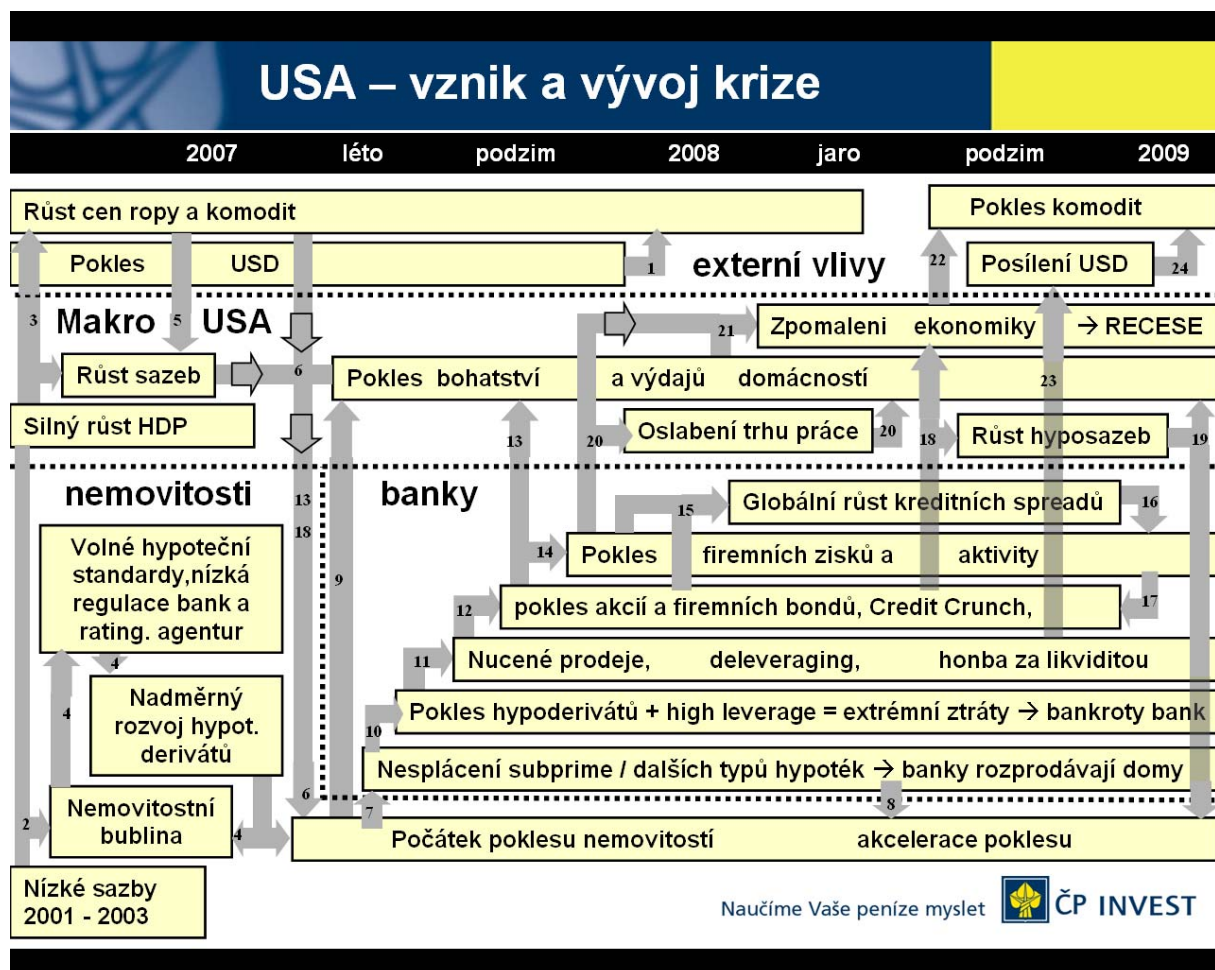 USA – vznik a vývoj krize
2007 léto podzim 2008 jaro podzim 2009
Růst cen ropy a komodit
Pokles komodit
Pokles USD
1
externí vlivy
22
Posílení USD
24
3
Makro USA
5
21
Zpomaleni ekonomiky → RECESE
Růst sazeb
6
Pokles bohatství a výdajů domácností
23
Silný růst HDP
13
20
Oslabení trhu práce
20
18
Růst hyposazeb
19
nemovitosti
banky
13
18
15
Globální růst kreditních spreadů
16
Volné hypoteční
standardy,nízká
regulace bank a
rating. agentur
14
Pokles firemních zisků a aktivity
9
12
pokles akcií a firemních bondů, Credit Crunch,
17
4
11
Nucené prodeje, deleveraging, honba za likviditou
Nadměrný
rozvoj hypot.
derivátů
4
10
Pokles hypoderivátů + high leverage = extrémní ztráty → bankroty bank
Nesplácení subprime / dalších typů hypoték → banky rozprodávají domy
6
7
8
2
Nemovitostní
bublina
4
Počátek poklesu nemovitostí akcelerace poklesu
Nízké sazby
2001 - 2003
Naučíme Vaše peníze myslet
ČP INVEST